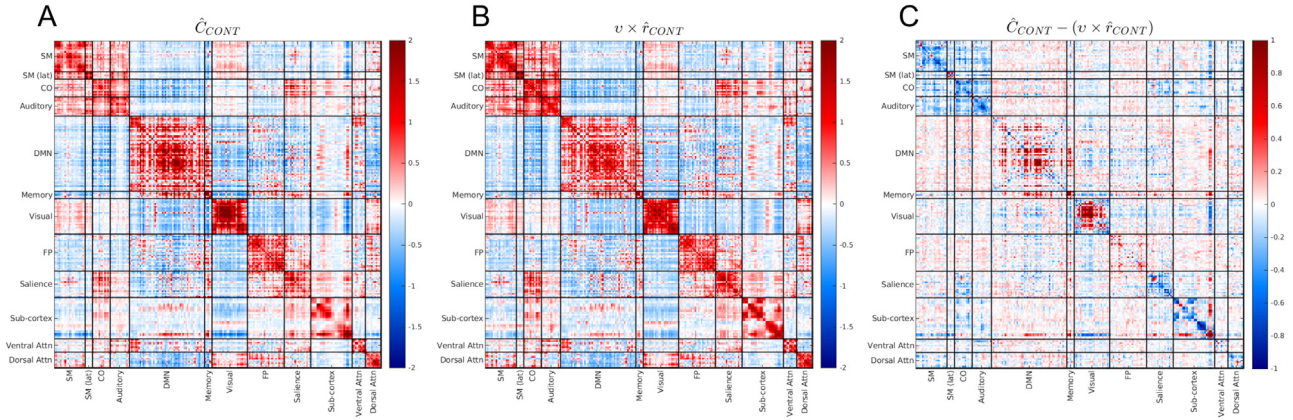 A
Ĉ_CONT
SM
SM (lat)
CO
Auditory
DMN
Memory
Visual
FP
Salience
Sub-cortex
Ventral Attn
Dorsal Attn
SM
SM (lat)
CO
Auditory
DMN
Memory
Visual
FP
Salience
Sub-cortex
Ventral Attn
Dorsal Attn
2
1.5
1
0.5
0
-0.5
-1
-1.5
-2
B
υ × r̂_CONT
SM
SM (lat)
CO
Auditory
DMN
Memory
Visual
FP
Salience
Sub-cortex
Ventral Attn
Dorsal Attn
SM
SM (lat)
CO
Auditory
DMN
Memory
Visual
FP
Salience
Sub-cortex
Ventral Attn
Dorsal Attn
2
1.5
1
0.5
0
-0.5
-1
-1.5
-2
C
Ĉ_CONT − (υ × r̂_CONT)
SM
SM (lat)
CO
Auditory
DMN
Memory
Visual
FP
Salience
Sub-cortex
Ventral Attn
Dorsal Attn
SM
SM (lat)
CO
Auditory
DMN
Memory
Visual
FP
Salience
Sub-cortex
Ventral Attn
Dorsal Attn
1
0.8
0.6
0.4
0.2
0
-0.2
-0.4
-0.6
-0.8
-1